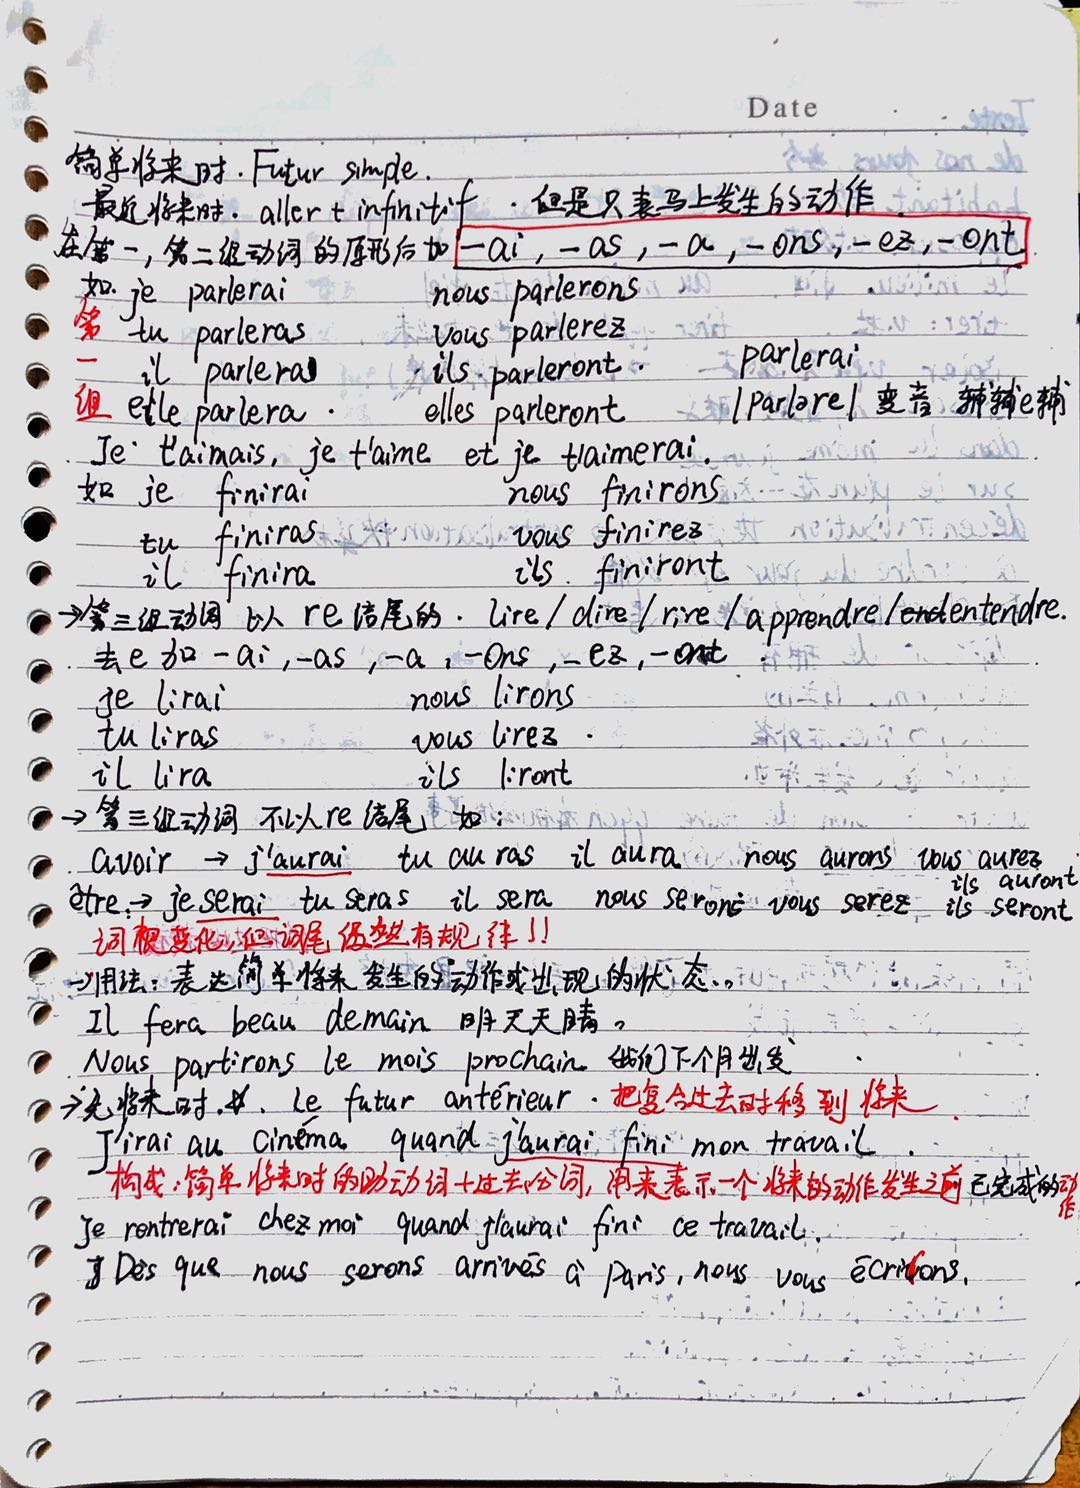 Date
简单将来时. Futur simple.
最近将来时. aller + infinitif . 但是只表马上发生的动作.
在第一, 第二组动词的原形后加 -ai, -as, -a, -ons, -ez, -ont
如. je parlerai nous parlerons
第一组
tu parleras vous parlerez
il parlera ils parleront. parlerai
elle parlera. elles parleront /parlare/ 变音 辅辅e辅
Je t'aimais, je t'aime et je t'aimerai.
如 je finirai nous finirons
tu finiras vous finirez
il finira ils finiront
→第三组动词 以re结尾的. lire/dire/rire/apprendre/entendre.
去e加 -ai, -as, -a, -ons, -ez, -ont
je lirai nous lirons
tu liras vous lirez
il lira ils liront
→第三组动词 不以re结尾 如:
avoir → j'aurai tu auras il aura nous aurons vous aurez
ils auront
être:→ je serai tu seras il sera nous serons vous serez ils seront
词根变化, 但词尾仍然有规律!!
→用法: 表达简单将来发生的动作或出现的状态..。
Il fera beau demain 明天天晴。
Nous partirons le mois prochain 我们下个月出发
→先将来时. Le futur antérieur. 把复合过去时移到将来
J'irai au cinéma quand j'aurai fini mon travail.
构成: 简单将来时的助动词+过去分词, 用来表示一个将来的动作发生之前已完成的动作
je rentrerai chez moi quand j'aurai fini ce travail.
Dès que nous serons arrivés à Paris, nous vous écrirons.